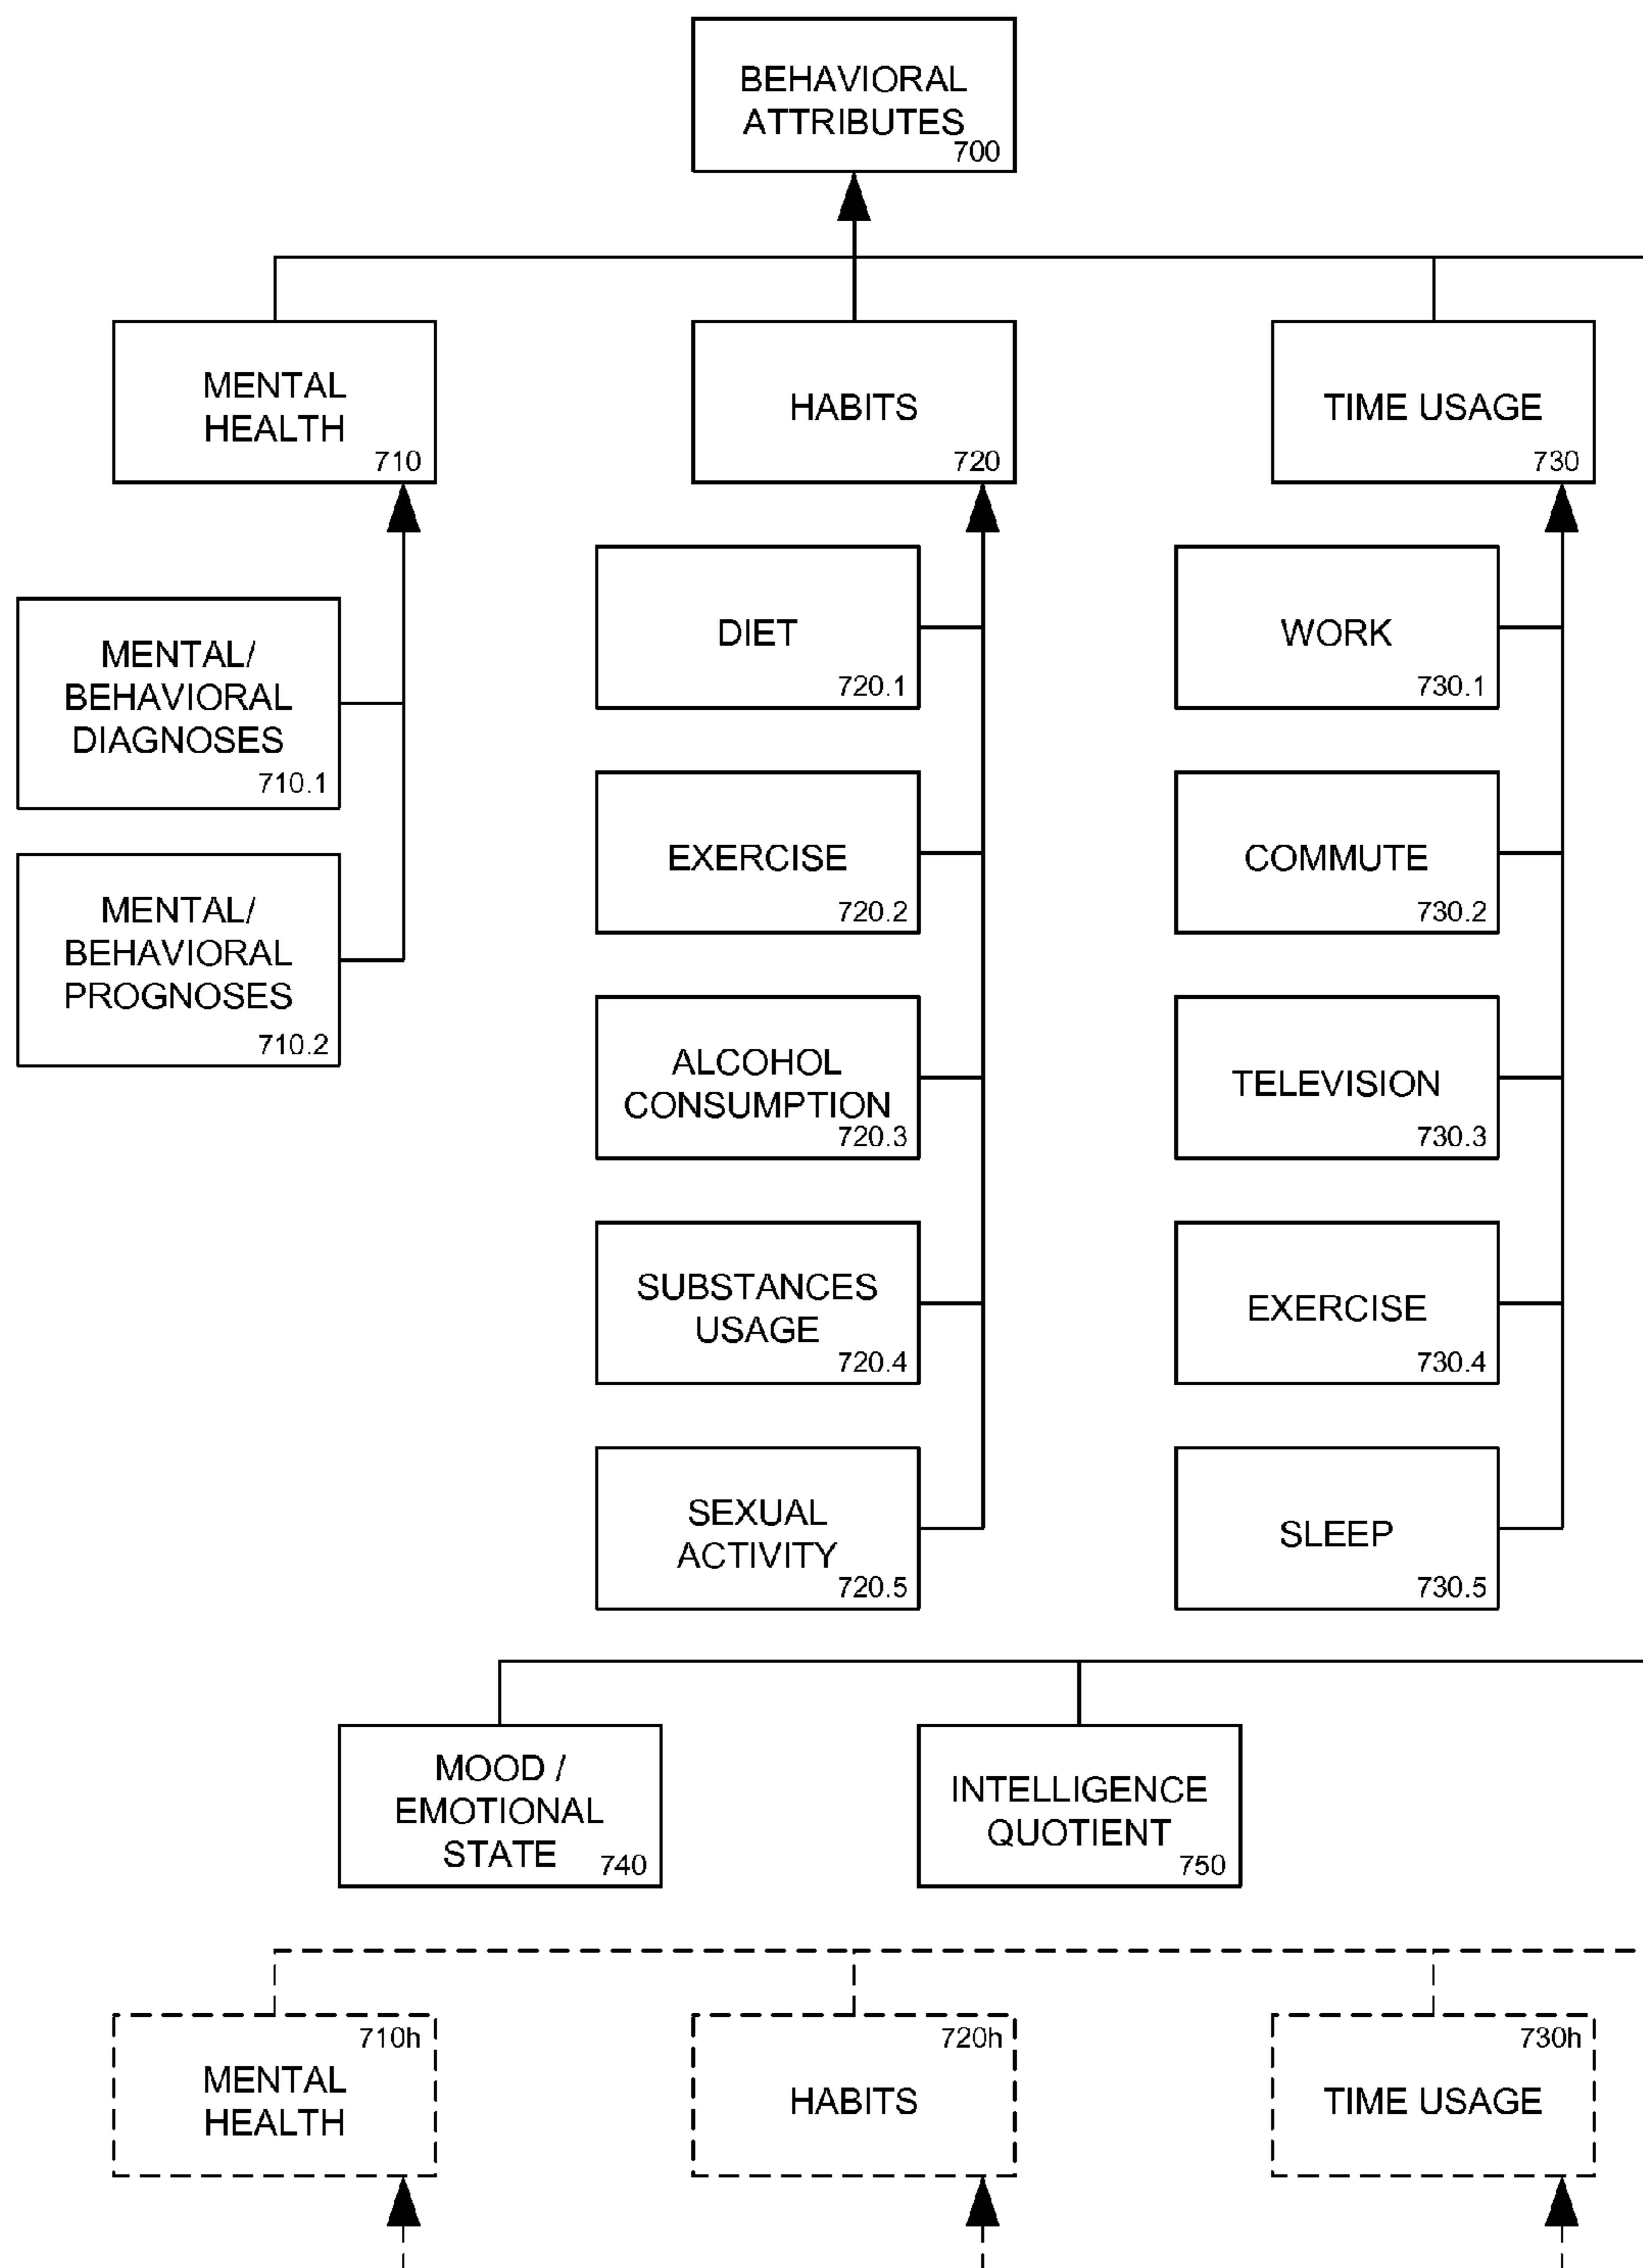 BEHAVIORAL
ATTRIBUTES
700
MENTAL
HEALTH
710
HABITS
720
TIME USAGE
730
MENTAL/
BEHAVIORAL
DIAGNOSES
710.1
MENTAL/
BEHAVIORAL
PROGNOSES
710.2
DIET
720.1
EXERCISE
720.2
ALCOHOL
CONSUMPTION
720.3
SUBSTANCES
USAGE
720.4
SEXUAL
ACTIVITY
720.5
WORK
730.1
COMMUTE
730.2
TELEVISION
730.3
EXERCISE
730.4
SLEEP
730.5
MOOD /
EMOTIONAL
STATE
740
INTELLIGENCE
QUOTIENT
750
710h
MENTAL
HEALTH
720h
HABITS
730h
TIME USAGE